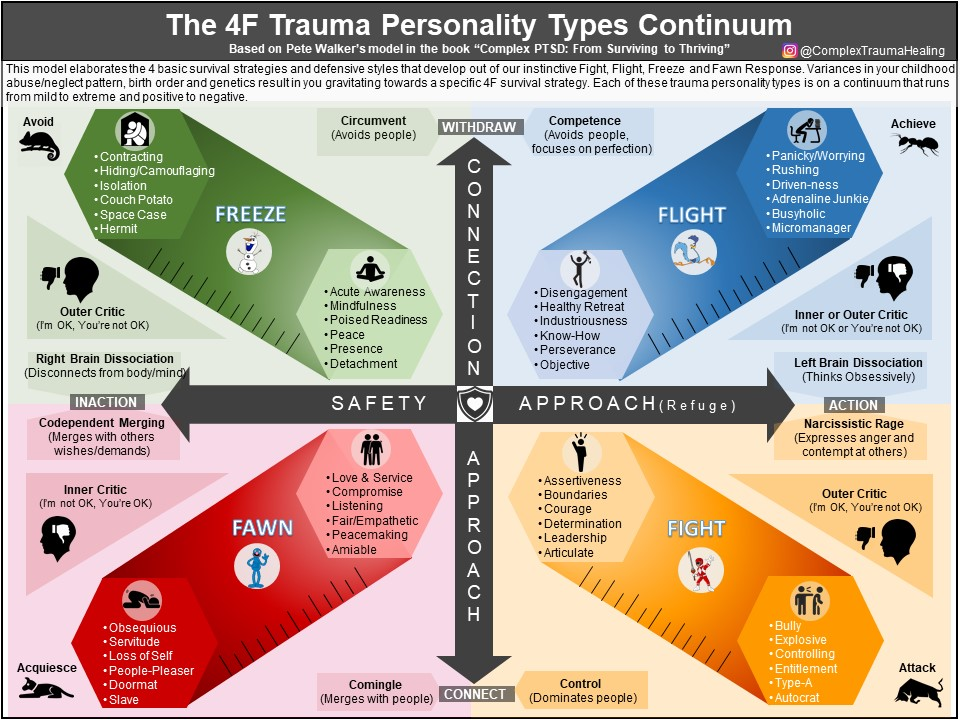 The 4F Trauma Personality Types Continuum
Based on Pete Walker's model in the book “Complex PTSD: From Surviving to Thriving”
@ComplexTraumaHealing
This model elaborates the 4 basic survival strategies and defensive styles that develop out of our instinctive Fight, Flight, Freeze and Fawn Response. Variances in your childhood
abuse/neglect pattern, birth order and genetics result in you gravitating towards a specific 4F survival strategy. Each of these trauma personality types is on a continuum that runs
from mild to extreme and positive to negative.
Avoid
• Contracting
• Hiding/Camouflaging
• Isolation
• Couch Potato
• Space Case
• Hermit
FREEZE
• Acute Awareness
• Mindfulness
• Poised Readiness
• Peace
• Presence
• Detachment
Outer Critic
(I'm OK, You're not OK)
Right Brain Dissociation
(Disconnects from body/mind)
Circumvent
(Avoids people)
WITHDRAW
Competence
(Avoids people,
focuses on perfection)
CONNECTION
Achieve
• Panicky/Worrying
• Rushing
• Driven-ness
• Adrenaline Junkie
• Busyholic
• Micromanager
FLIGHT
• Disengagement
• Healthy Retreat
• Industriousness
• Know-How
• Perseverance
• Objective
Inner or Outer Critic
(I'm not OK or You're not OK)
Left Brain Dissociation
(Thinks Obsessively)
INACTION
SAFETY
APPROACH (Refuge)
ACTION
Codependent Merging
(Merges with others
wishes/demands)
Inner Critic
(I'm not OK, You're OK)
• Love & Service
• Compromise
• Listening
• Fair/Empathetic
• Peacemaking
• Amiable
FAWN
• Obsequious
• Servitude
• Loss of Self
• People-Pleaser
• Doormat
• Slave
Acquiesce
APPROACH
Comingle
(Merges with people)
CONNECT
Control
(Dominates people)
Narcissistic Rage
(Expresses anger and
contempt at others)
Outer Critic
(I'm OK, You're not OK)
• Assertiveness
• Boundaries
• Courage
• Determination
• Leadership
• Articulate
FIGHT
• Bully
• Explosive
• Controlling
• Entitlement
• Type-A
• Autocrat
Attack